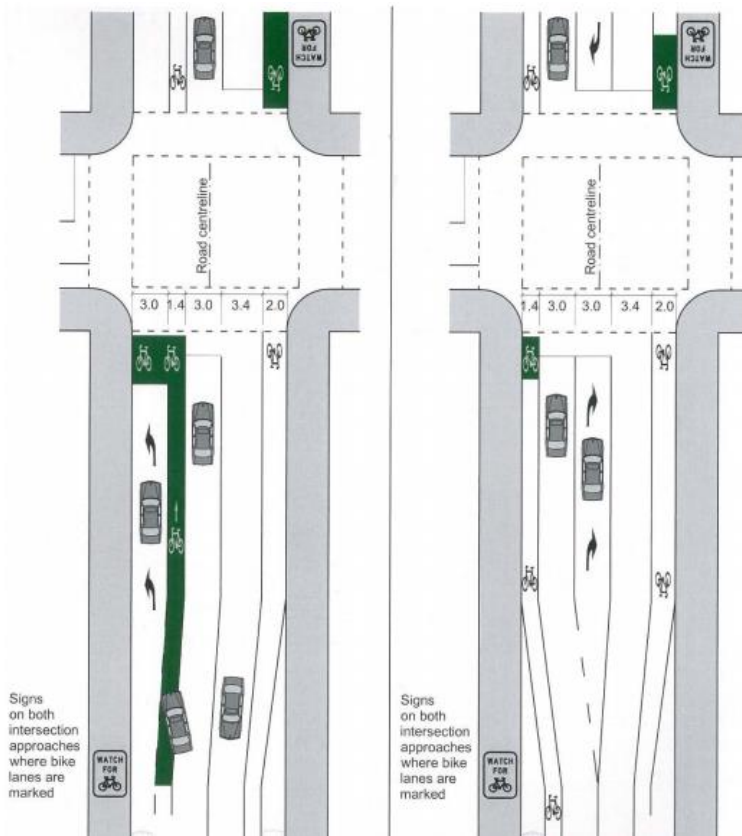 WATCH
FOR
WATCH
FOR
Road centreline
Road centreline
3.0 1.4 3.0 3.4 2.0
1.4 3.0 3.0 3.4 2.0
Signs
on both
intersection
approaches
where bike
lanes are
marked
WATCH
FOR
Signs
on both
intersection
approaches
where bike
lanes are
marked
WATCH
FOR